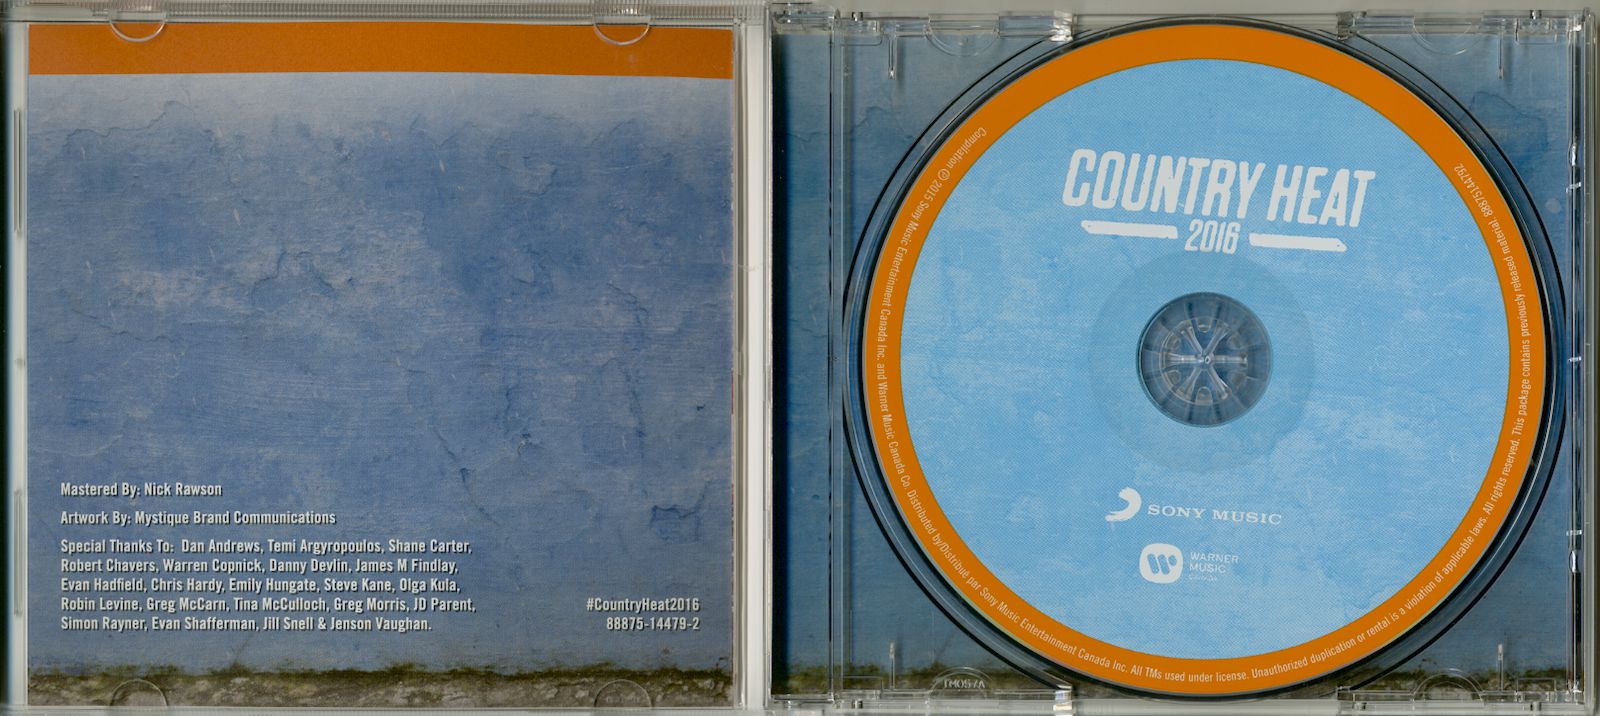 Mastered By: Nick Rawson
Artwork By: Mystique Brand Communications
Special Thanks To: Dan Andrews, Temi Argyropoulos, Shane Carter,
Robert Chavers, Warren Copnick, Danny Devlin, James M Findlay,
Evan Hadfield, Chris Hardy, Emily Hungate, Steve Kane, Olga Kula,
Robin Levine, Greg McCarn, Tina McCulloch, Greg Morris, JD Parent,
Simon Rayner, Evan Shafferman, Jill Snell & Jenson Vaughan.
#CountryHeat2016
88875-14479-2
COUNTRY HEAT
2016
SONY MUSIC
WARNER
MUSIC
CANADA
Compilation ℗ 2015 Sony Music Entertainment Canada Inc. and Warner Music Canada Co. Distributed by/Distribué par Sony Music Entertainment Canada Inc. All TMs used under license. Unauthorized duplication or rental is a violation of applicable laws. All rights reserved. This package contains previously released material. 88875144792